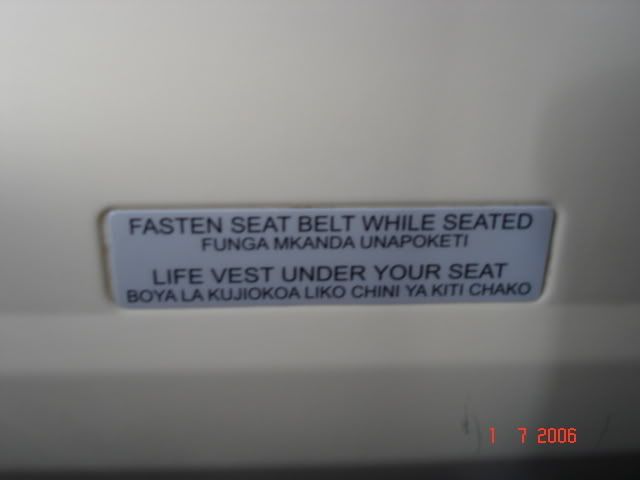 FASTEN SEAT BELT WHILE SEATED
FUNGA MKANDA UNAPOKETI
LIFE VEST UNDER YOUR SEAT
BOYA LA KUJIOKOA LIKO CHINI YA KITI CHAKO
1 7 2006